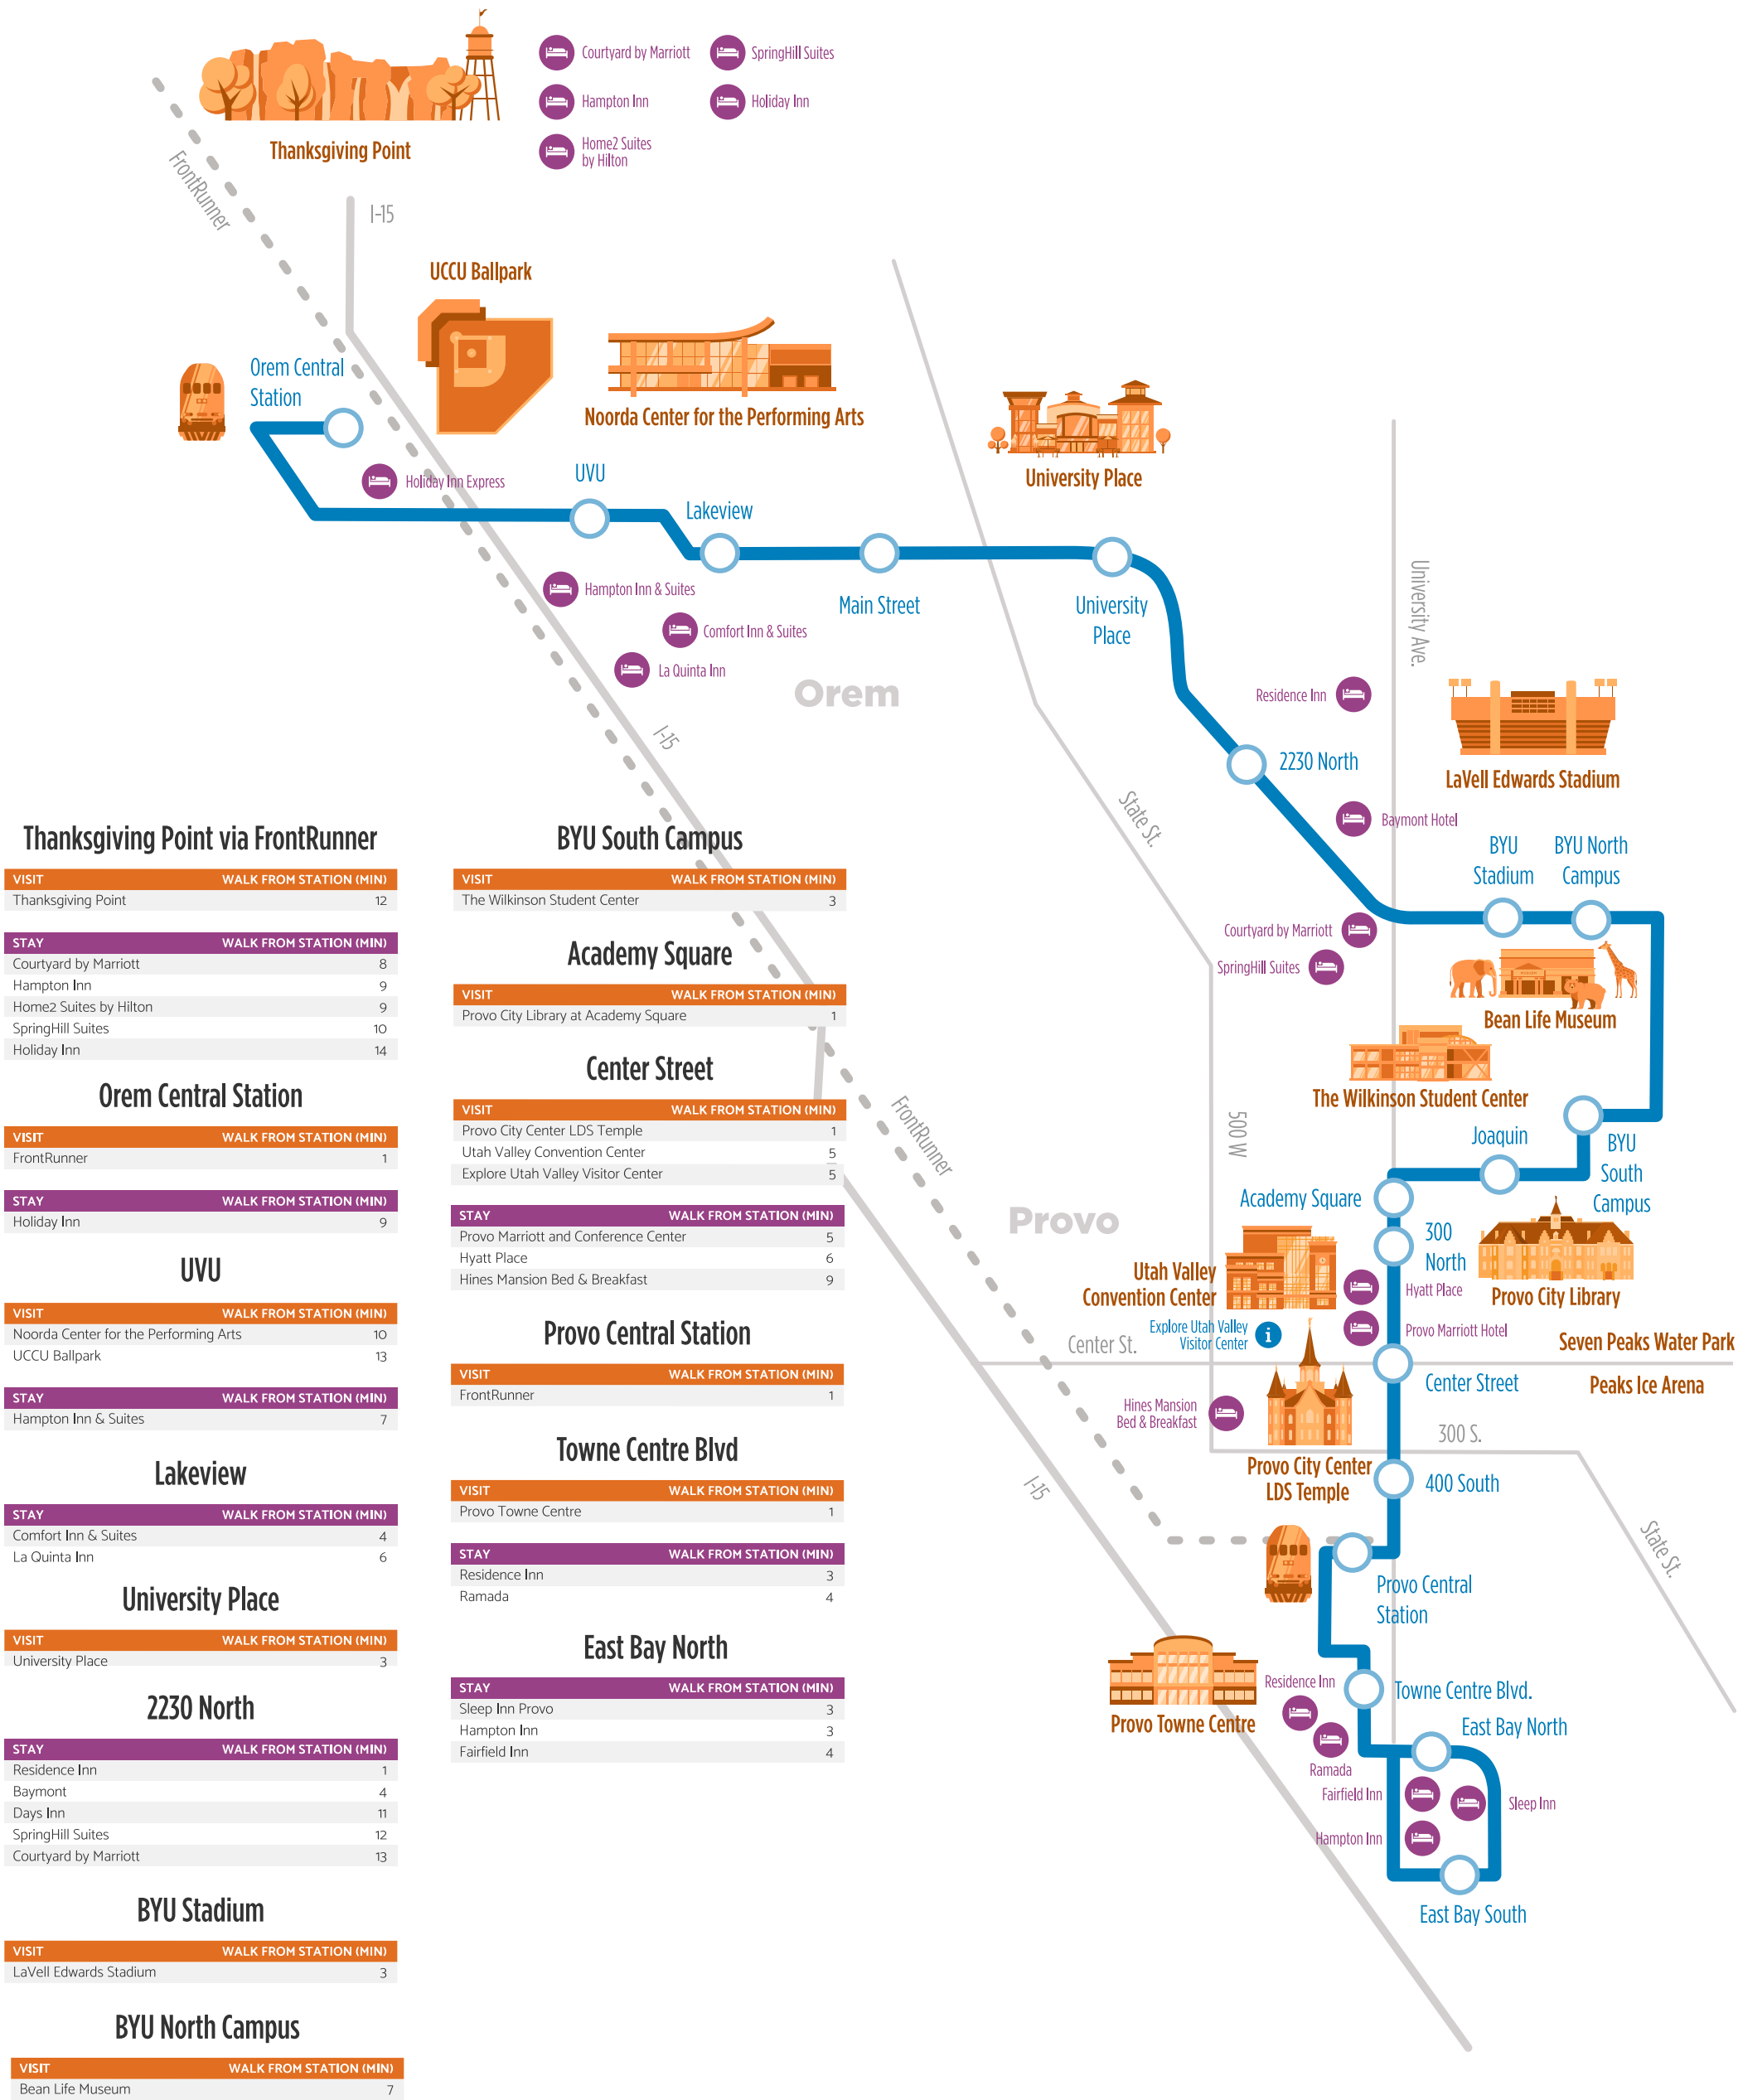 Courtyard by Marriott
SpringHill Suites
Hampton Inn
Holiday Inn
Home2 Suites
by Hilton
Thanksgiving Point
FrontRunner
I-15
UCCU Ballpark
Orem Central
Station
Noorda Center for the Performing Arts
University Place
Holiday Inn Express
UVU
Lakeview
Main Street
University
Place
Hampton Inn & Suites
Comfort Inn & Suites
La Quinta Inn
Orem
I-15
University Ave.
Residence Inn
2230 North
LaVell Edwards Stadium
State St.
Baymont Hotel
BYU
Stadium
BYU North
Campus
Courtyard by Marriott
SpringHill Suites
Bean Life Museum
The Wilkinson Student Center
FrontRunner
500 W
Joaquin
BYU
South
Campus
Academy Square
Provo
300
North
Utah Valley
Convention Center
Hyatt Place
Provo City Library
Explore Utah Valley
Visitor Center
i
Provo Marriott Hotel
Center St.
Seven Peaks Water Park
Center Street
Peaks Ice Arena
Hines Mansion
Bed & Breakfast
300 S.
Provo City Center
LDS Temple
400 South
I-15
State St.
Provo Central
Station
Residence Inn
Towne Centre Blvd.
Provo Towne Centre
East Bay North
Ramada
Fairfield Inn
Sleep Inn
Hampton Inn
East Bay South
Thanksgiving Point via FrontRunner
VISIT WALK FROM STATION (MIN)
Thanksgiving Point 12
STAY WALK FROM STATION (MIN)
Courtyard by Marriott 8
Hampton Inn 9
Home2 Suites by Hilton 9
SpringHill Suites 10
Holiday Inn 14
Orem Central Station
VISIT WALK FROM STATION (MIN)
FrontRunner 1
STAY WALK FROM STATION (MIN)
Holiday Inn 9
UVU
VISIT WALK FROM STATION (MIN)
Noorda Center for the Performing Arts 10
UCCU Ballpark 13
STAY WALK FROM STATION (MIN)
Hampton Inn & Suites 7
Lakeview
STAY WALK FROM STATION (MIN)
Comfort Inn & Suites 4
La Quinta Inn 6
University Place
VISIT WALK FROM STATION (MIN)
University Place 3
2230 North
STAY WALK FROM STATION (MIN)
Residence Inn 1
Baymont 4
Days Inn 11
SpringHill Suites 12
Courtyard by Marriott 13
BYU Stadium
VISIT WALK FROM STATION (MIN)
LaVell Edwards Stadium 3
BYU North Campus
VISIT WALK FROM STATION (MIN)
Bean Life Museum 7
BYU South Campus
VISIT WALK FROM STATION (MIN)
The Wilkinson Student Center 3
Academy Square
VISIT WALK FROM STATION (MIN)
Provo City Library at Academy Square 1
Center Street
VISIT WALK FROM STATION (MIN)
Provo City Center LDS Temple 1
Utah Valley Convention Center 5
Explore Utah Valley Visitor Center 5
STAY WALK FROM STATION (MIN)
Provo Marriott and Conference Center 5
Hyatt Place 6
Hines Mansion Bed & Breakfast 9
Provo Central Station
VISIT WALK FROM STATION (MIN)
FrontRunner 1
Towne Centre Blvd
VISIT WALK FROM STATION (MIN)
Provo Towne Centre 1
STAY WALK FROM STATION (MIN)
Residence Inn 3
Ramada 4
East Bay North
STAY WALK FROM STATION (MIN)
Sleep Inn Provo 3
Hampton Inn 3
Fairfield Inn 4